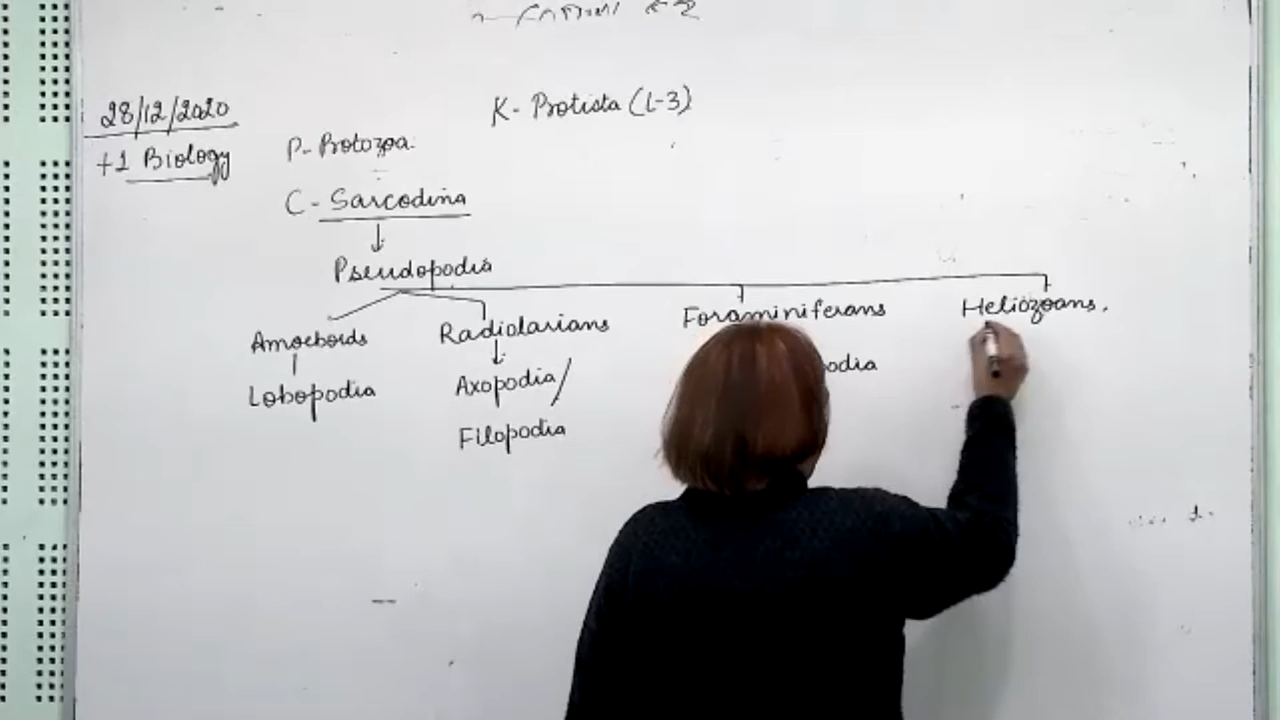 28/12/2020
+1 Biology
K- Protista (L-3)
P- Protozoa.
C - Sarcodina
Pseudopodia
Amoeboids
Radiolarians
Foraminiferans
Heliozoans.
Lobopodia
Axopodia/
Filopodia
odia